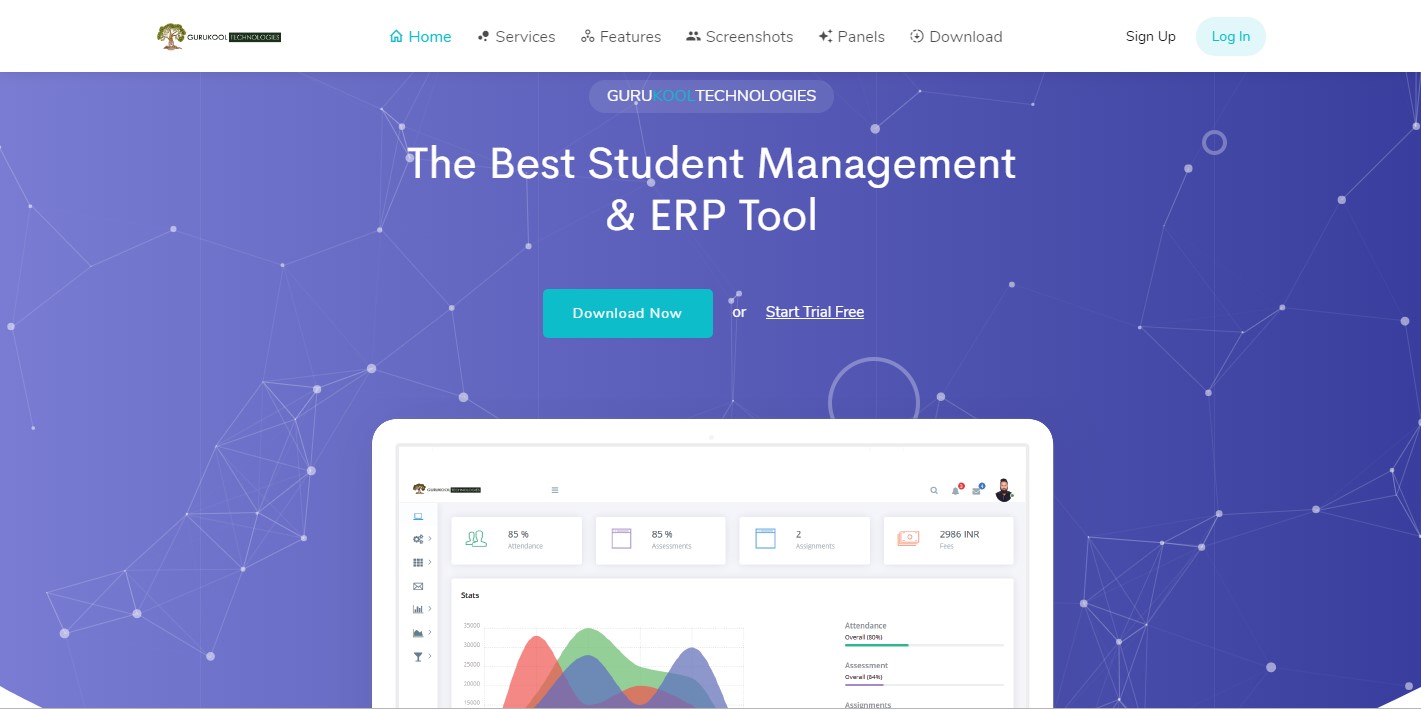 GURUKOOL TECHNOLOGIES
Home Services Features Screenshots Panels Download
Sign Up Log In
GURUKOOLTECHNOLOGIES
The Best Student Management
& ERP Tool
Download Now or Start Trial Free
GURUKOOL TECHNOLOGIES
85 % 85 % 2 2986 INR
Attendance Assessments Assignments Fees
Stats
35000
30000
25000
20000
15000
Attendance
Overall (80%)
Assessment
Overall (84%)
Assignments